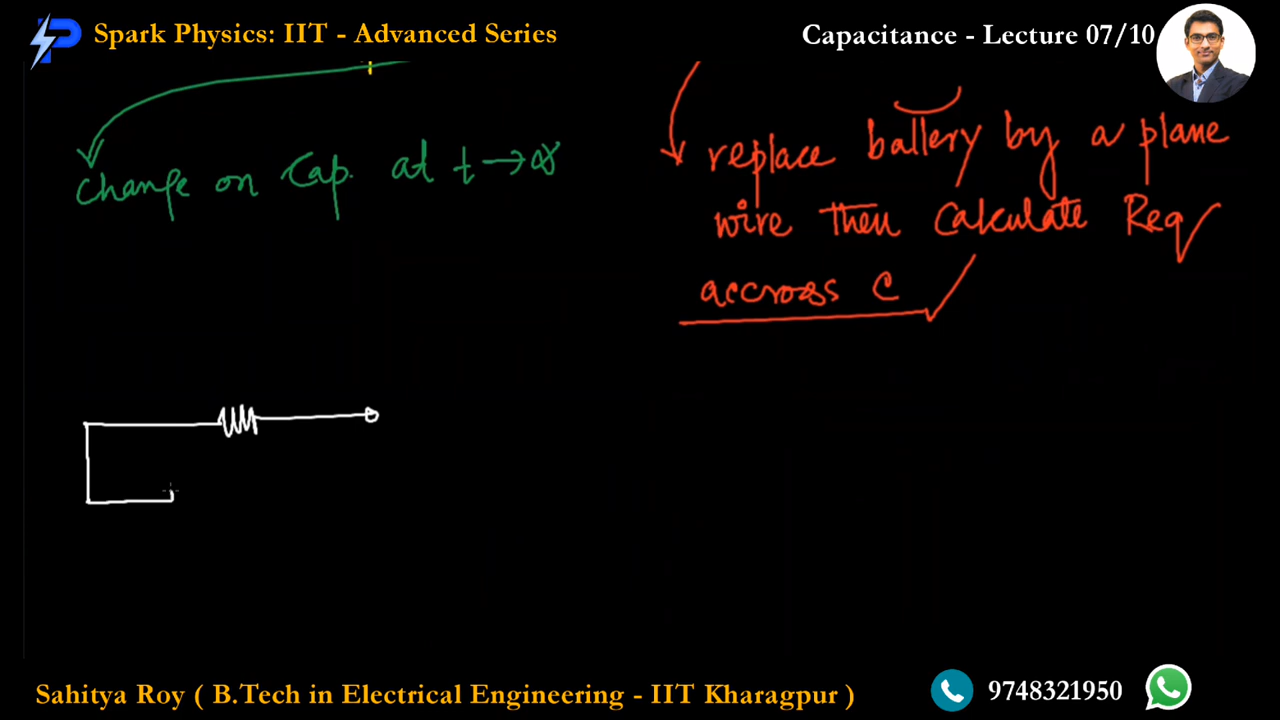 Spark Physics: IIT - Advanced Series
Capacitance - Lecture 07/10
Change on Cap. at t → ∞
replace battery by a plane
wire then Calculate Req
accross C
Sahitya Roy ( B.Tech in Electrical Engineering - IIT Kharagpur )
9748321950